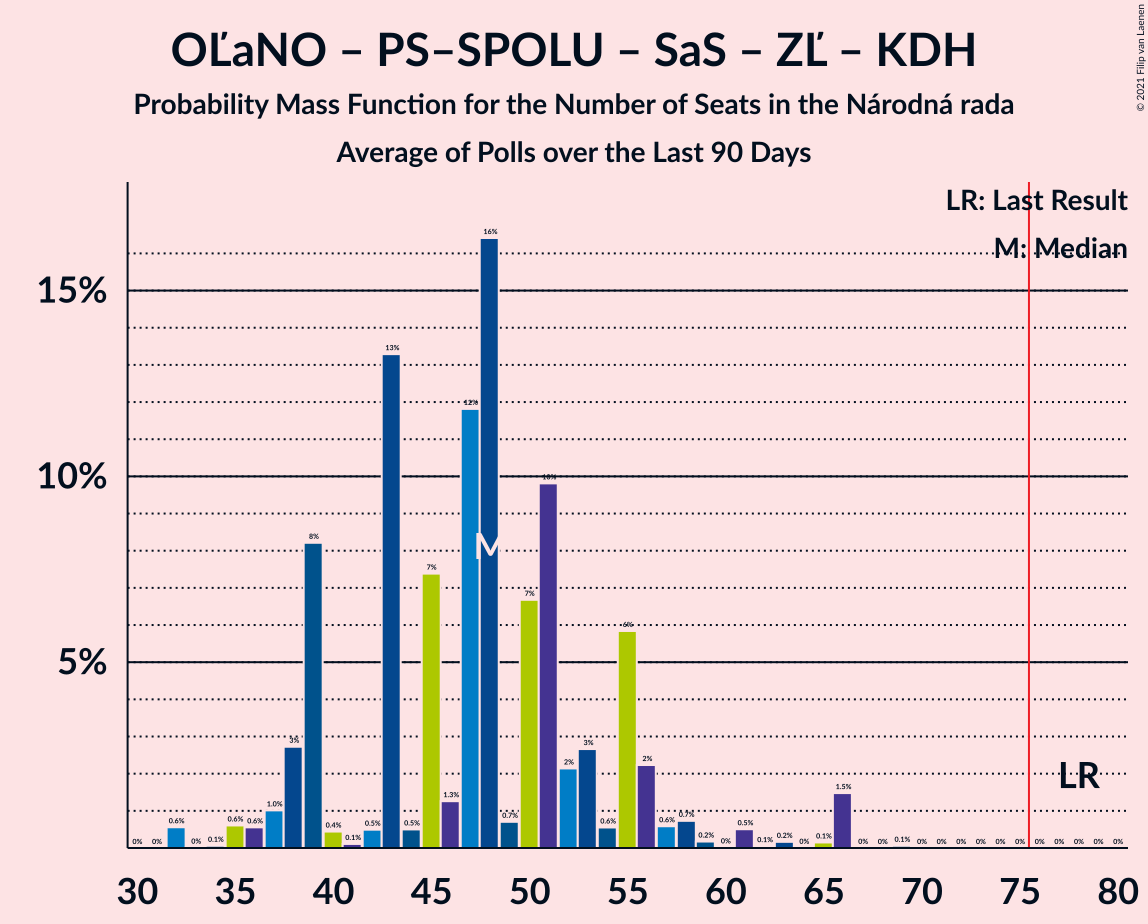 OĽaNO – PS–SPOLU – SaS – ZĽ – KDH
Probability Mass Function for the Number of Seats in the Národná rada
Average of Polls over the Last 90 Days
© 2021 Filip van Laenen
LR: Last Result
M: Median
15%
10%
5%
0% 0% 0.6% 0% 0.1% 0.6% 0.6% 1.0% 3% 8% 0.4% 0.1% 0.5% 13% 0.5% 7% 1.3% 12% 16% 0.7% 7% 10% 2% 3% 0.6% 6% 2% 0.6% 0.7% 0.2% 0% 0.5% 0.1% 0.2% 0% 0.1% 1.5% 0% 0% 0.1% 0% 0% 0% 0% 0% 0% 0% 0% 0% 0% 0%
M
LR
30 35 40 45 50 55 60 65 70 75 80